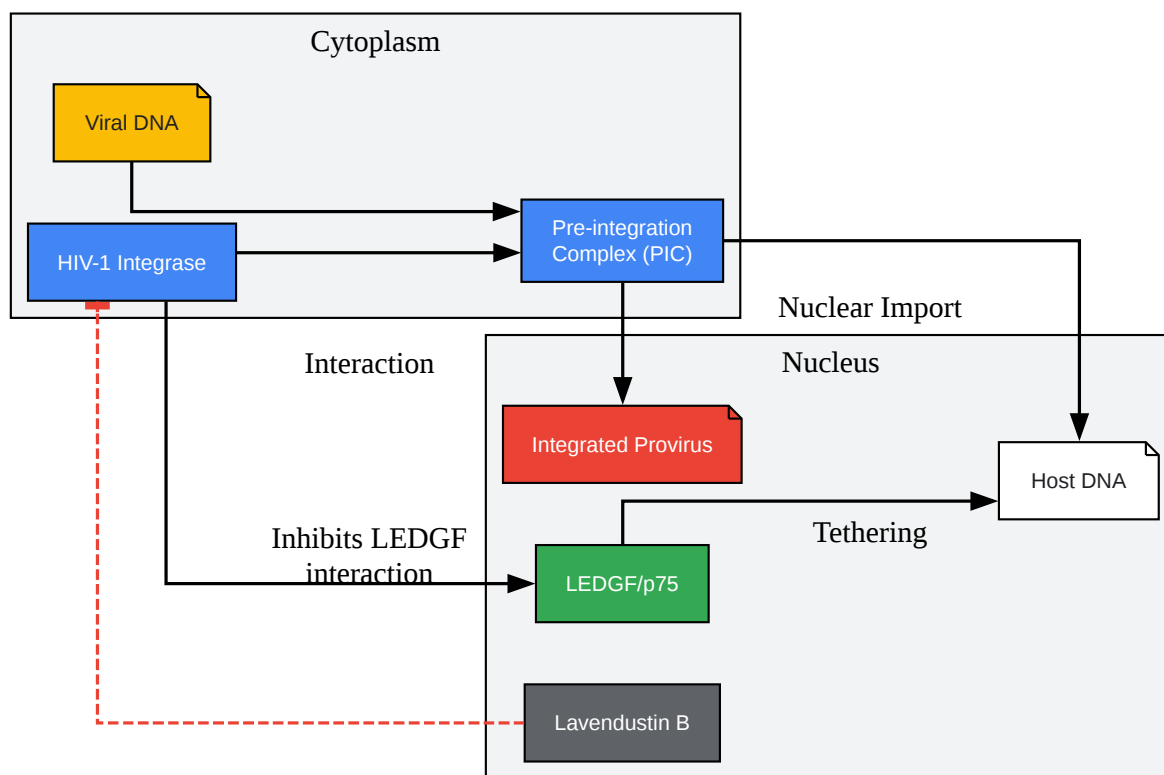 Cytoplasm
Viral DNA
HIV-1 Integrase
Pre-integration
Complex (PIC)
Nuclear Import
Interaction
Nucleus
Integrated Provirus
Host DNA
Tethering
Inhibits LEDGF
interaction
LEDGF/p75
Lavendustin B